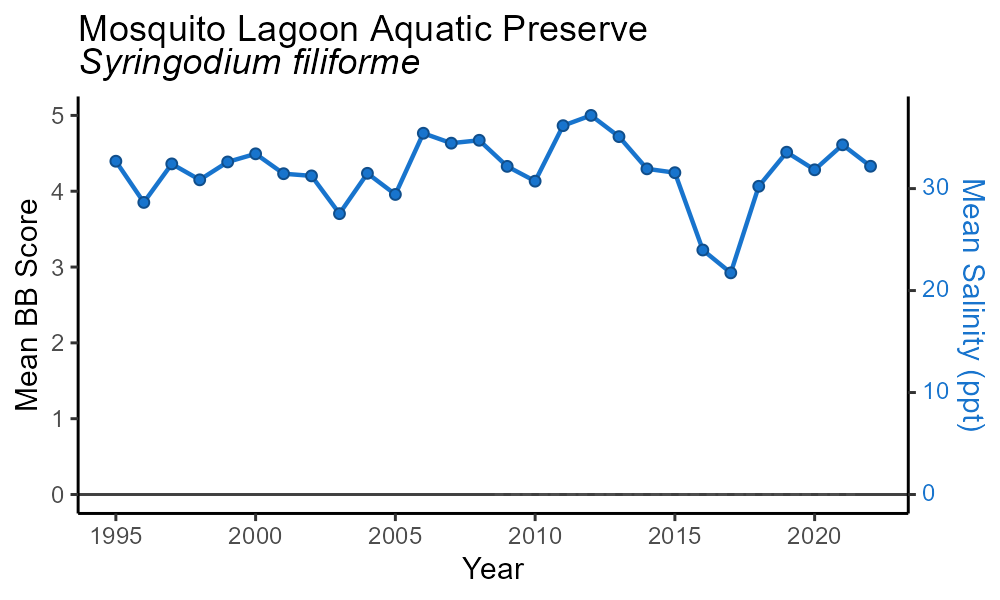 Mosquito Lagoon Aquatic Preserve
Syringodium filiforme
Mean BB Score
5
4
3
2
1
0
30
20
10
0
Mean Salinity (ppt)
1995 2000 2005 2010 2015 2020
Year